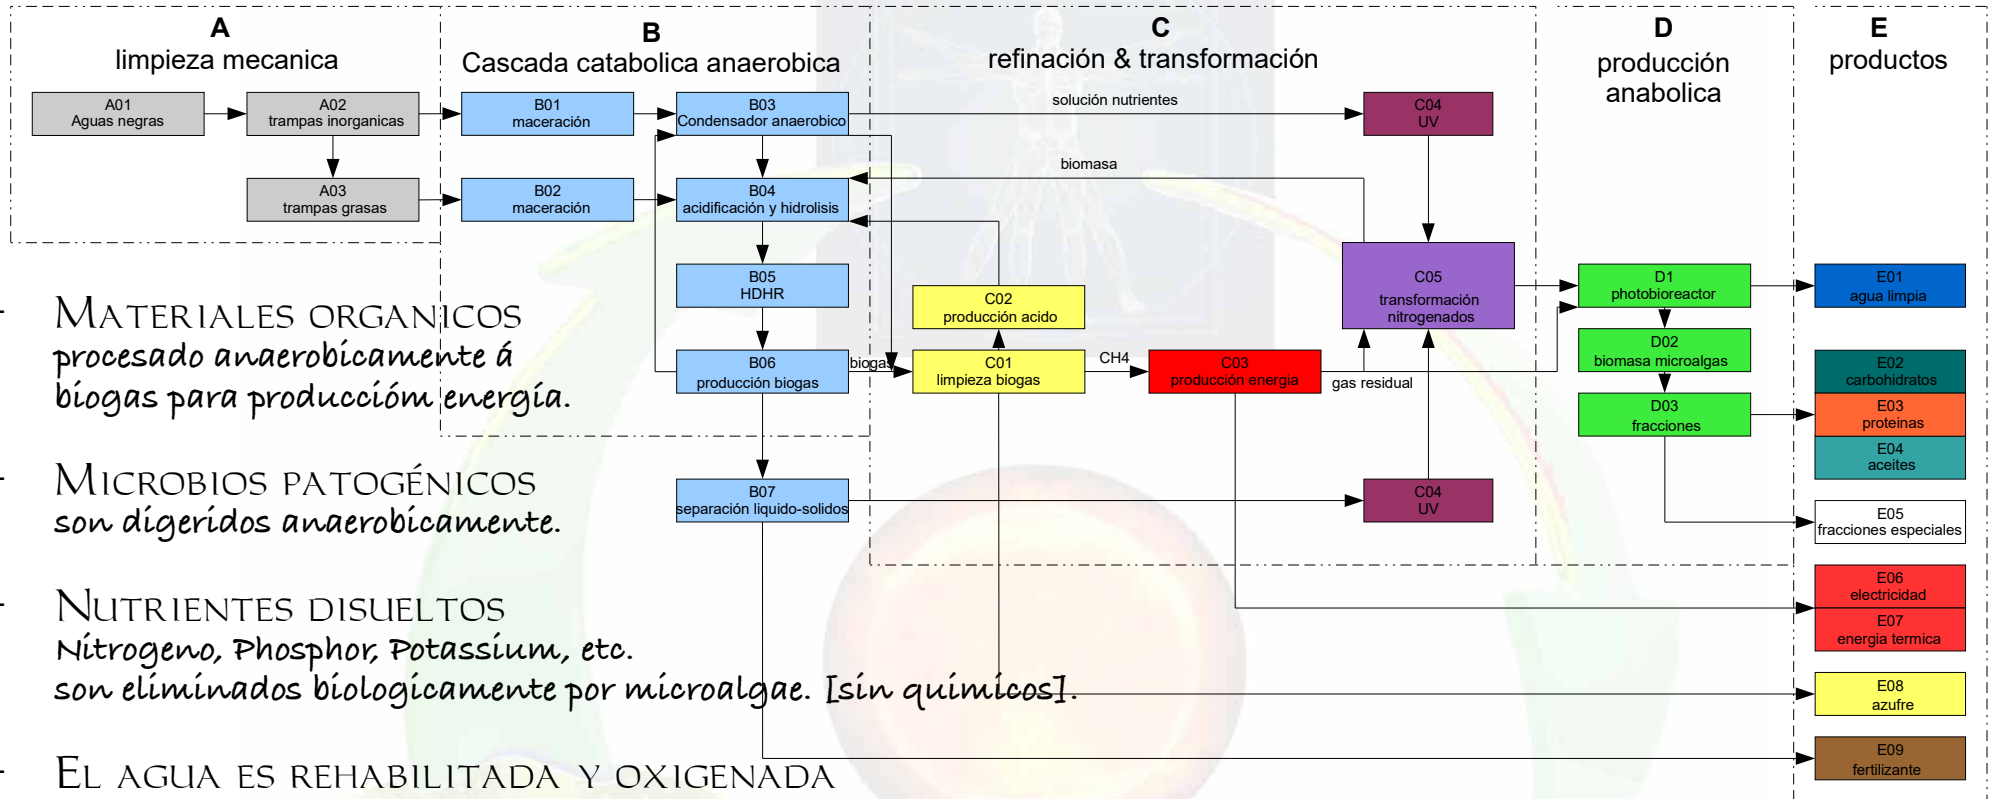 A
limpieza mecanica
B
Cascada catabolica anaerobica
C
refinación & transformación
D
producción
anabolica
E
productos
A01
Aguas negras
A02
trampas inorganicas
A03
trampas grasas
B01
maceración
B02
maceración
B03
Condensador anaerobico
B04
acidificación y hidrolisis
B05
HDHR
B06
producción biogas
B07
separación liquido-solidos
solución nutrientes
biomasa
biogas
C02
producción acido
C01
limpieza biogas
CH4
C03
producción energia
gas residual
C04
UV
C05
transformación
nitrogenados
C04
UV
D1
photobioreactor
D02
biomasa microalgas
D03
fracciones
E01
agua limpia
E02
carbohidratos
E03
proteinas
E04
aceites
E05
fracciones especiales
E06
electricidad
E07
energia termica
E08
azufre
E09
fertilizante
- MATERIALES ORGANICOS
procesado anaerobicamente á
biogas para produccióm energía.
- MICROBIOS PATOGÉNICOS
son digeridos anaerobicamente.
- NUTRIENTES DISUELTOS
Nitrogeno, Phosphor, Potassium, etc.
son eliminados biologicamente por microalgae. [sin quimicos].
- EL AGUA ES REHABILITADA Y OXIGENADA